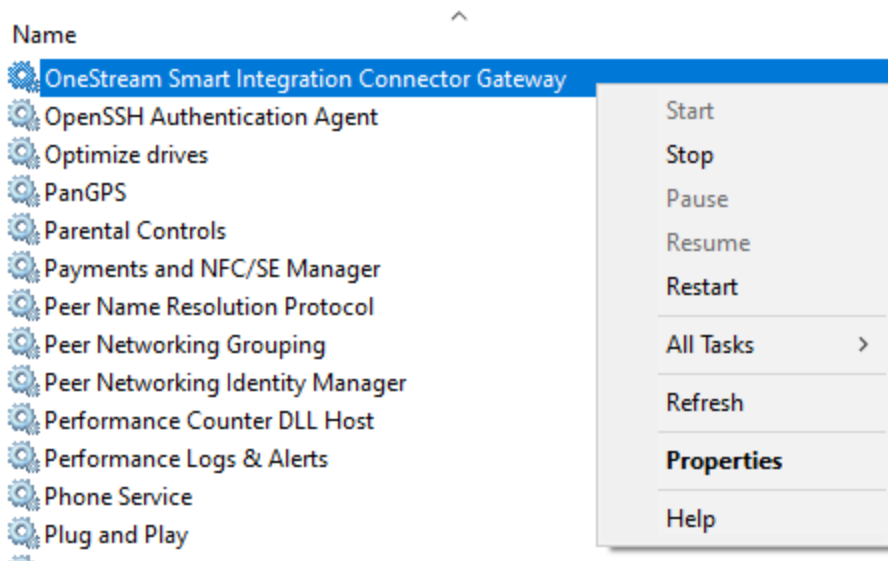 Name
OneStream Smart Integration Connector Gateway
OpenSSH Authentication Agent
Optimize drives
PanGPS
Parental Controls
Payments and NFC/SE Manager
Peer Name Resolution Protocol
Peer Networking Grouping
Peer Networking Identity Manager
Performance Counter DLL Host
Performance Logs & Alerts
Phone Service
Plug and Play
Start
Stop
Pause
Resume
Restart
All Tasks
Refresh
Properties
Help